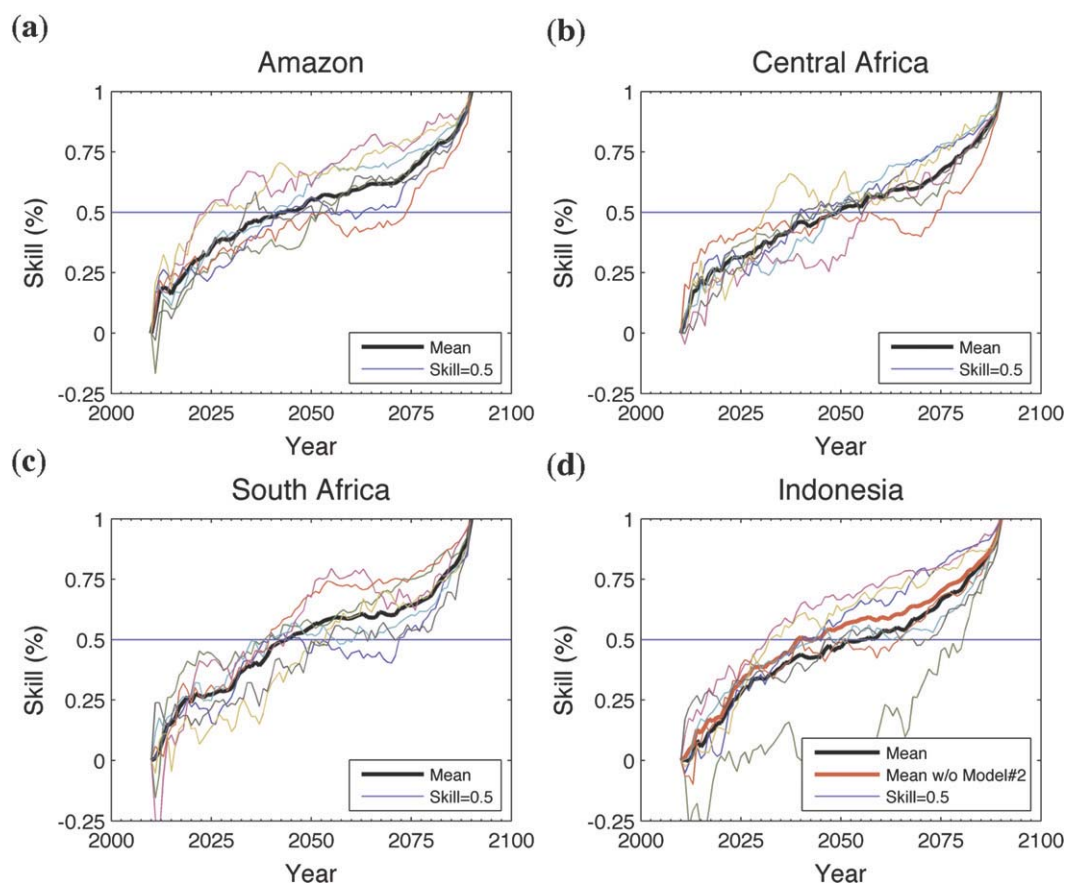 (a)
Amazon
1
0.75
0.5
0.25
0
-0.25
2000 2025 2050 2075 2100
Skill (%)
Year
Mean
Skill=0.5
(b)
Central Africa
1
0.75
0.5
0.25
0
-0.25
2000 2025 2050 2075 2100
Skill (%)
Year
Mean
Skill=0.5
(c)
South Africa
1
0.75
0.5
0.25
0
-0.25
2000 2025 2050 2075 2100
Skill (%)
Year
Mean
Skill=0.5
(d)
Indonesia
1
0.75
0.5
0.25
0
-0.25
2000 2025 2050 2075 2100
Skill (%)
Year
Mean
Mean w/o Model#2
Skill=0.5